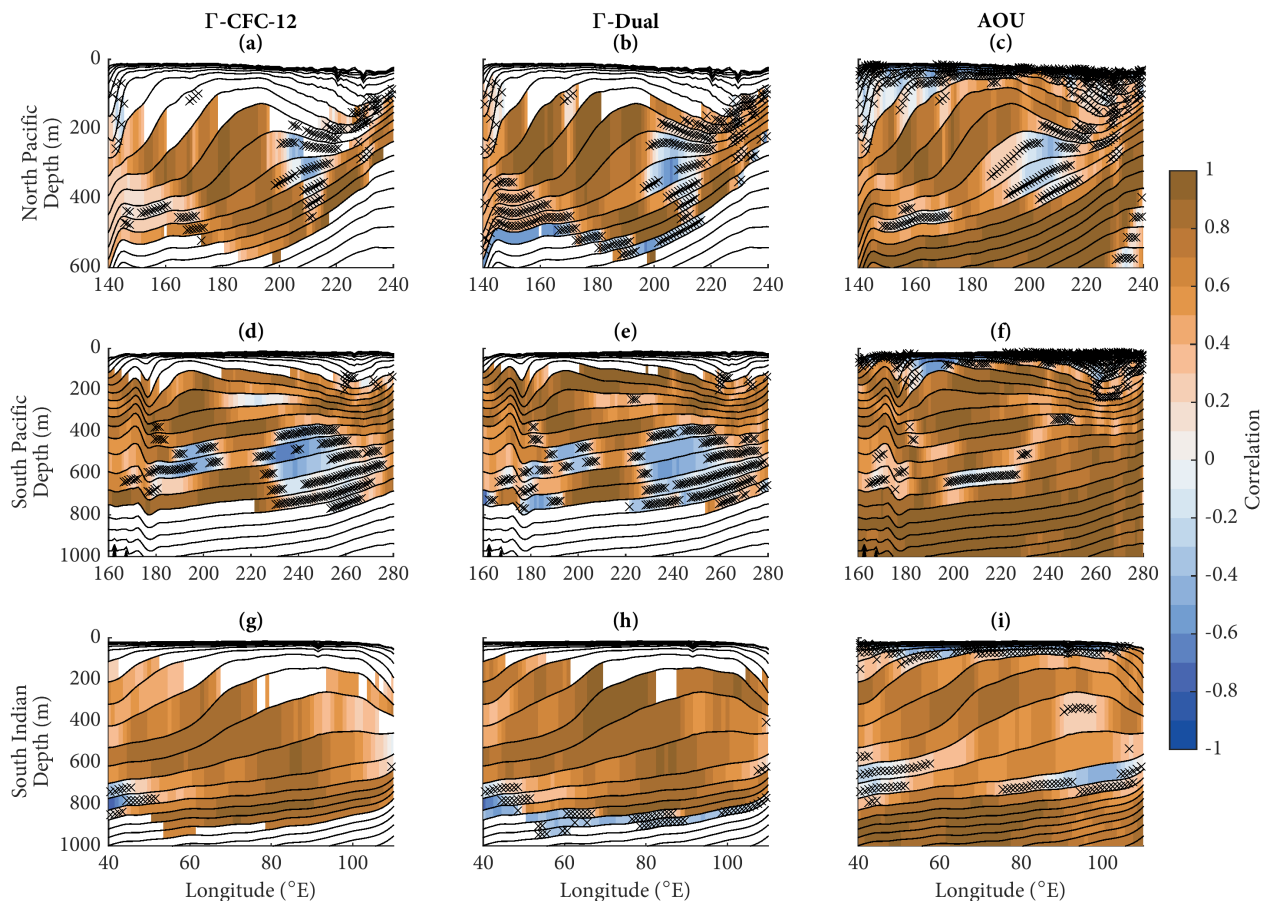 Γ-CFC-12 Γ-Dual AOU
(a) (b) (c)
North Pacific
Depth (m)
0
200
400
600
140 160 180 200 220 240
140 160 180 200 220 240
140 160 180 200 220 240
(d) (e) (f)
South Pacific
Depth (m)
0
200
400
600
800
1000
160 180 200 220 240 260 280
160 180 200 220 240 260 280
160 180 200 220 240 260 280
(g) (h) (i)
South Indian
Depth (m)
0
200
400
600
800
1000
40 60 80 100
40 60 80 100
40 60 80 100
Longitude (°E) Longitude (°E) Longitude (°E)
1
0.8
0.6
0.4
0.2
0
-0.2
-0.4
-0.6
-0.8
-1
Correlation